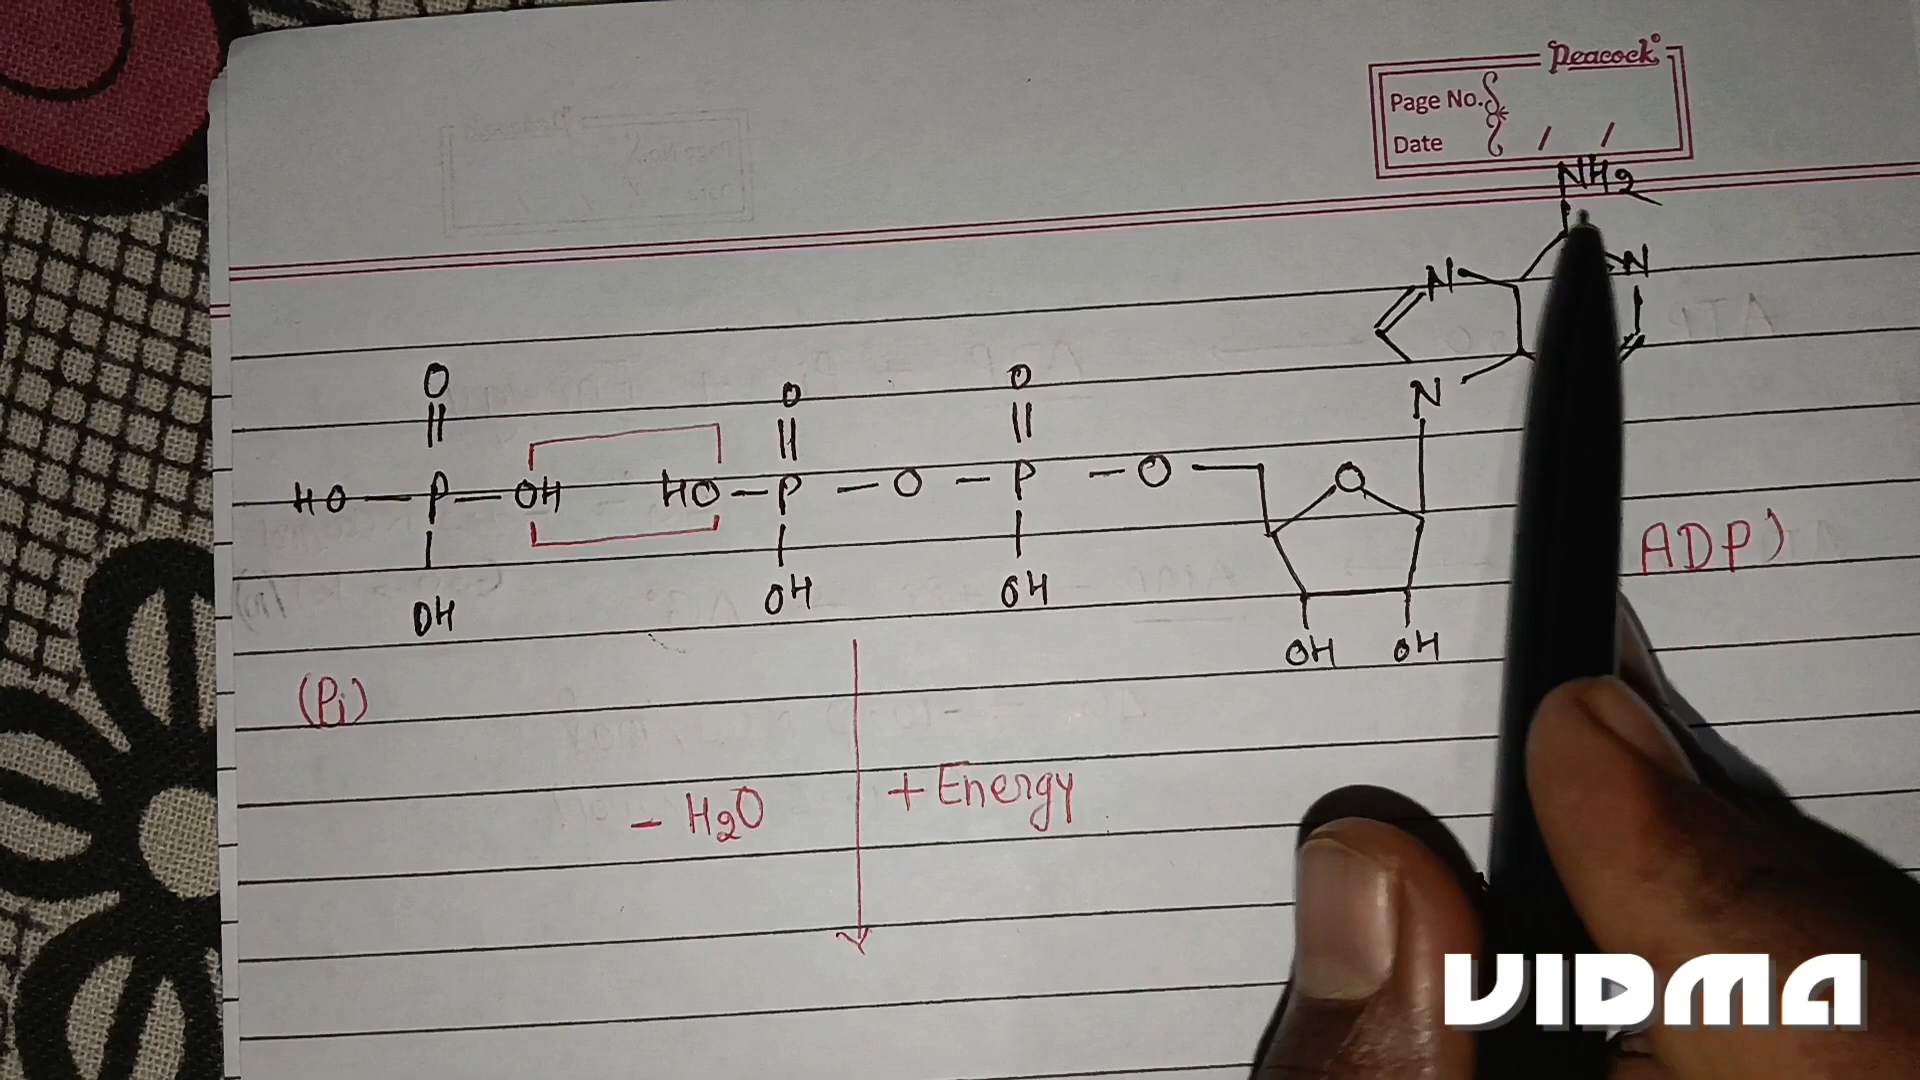 Peacock
Page No.
Date / /
NH2
N N
O O O
HO — P — OH HO — P — O — P — O O N
OH OH OH
OH OH
ADP)
(Pi)
- H2O + Energy
VIDMA